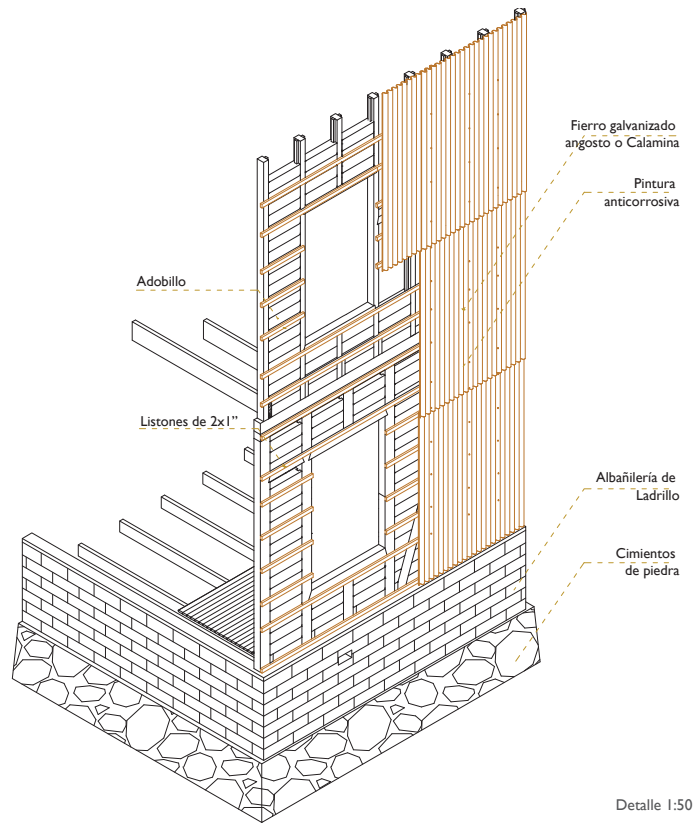 Fierro galvanizado
angosto o Calamina
Pintura
anticorrosiva
Adobillo
Listones de 2x1”
Albañilería de
Ladrillo
Cimientos
de piedra
Detalle 1:50